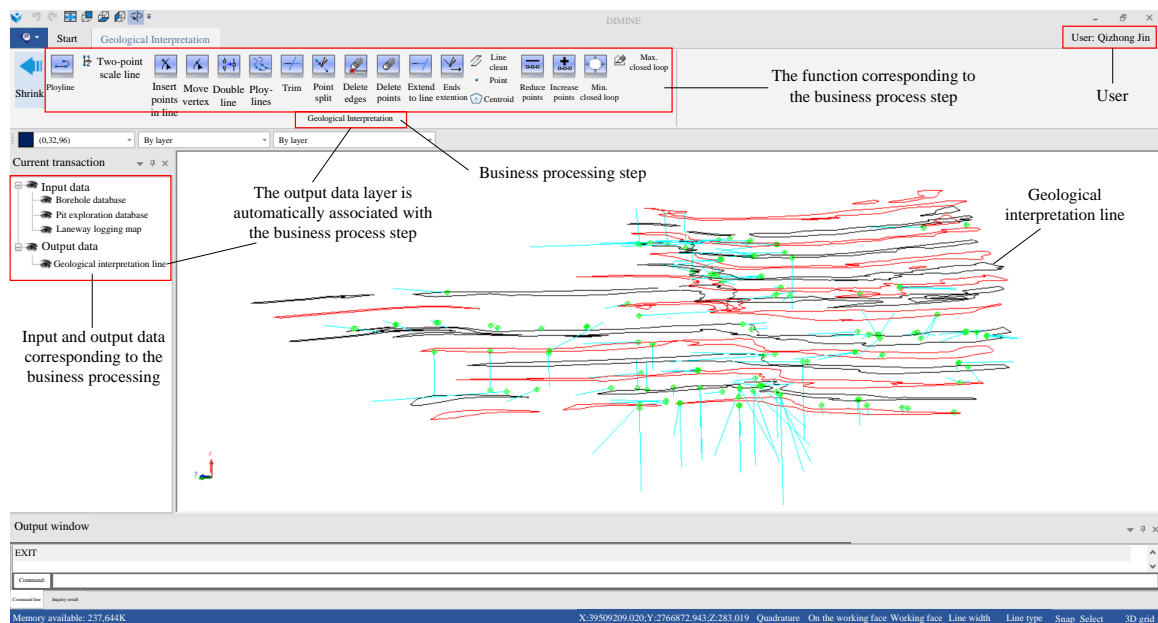 DIMINE
Start
Geological Interpretation
User: Qizhong Jin
Shrink
Ployline
Two-point
scale line
Insert
points
in line
Move
vertex
Double
line
Ploy-
lines
Trim
Point
split
Delete
edges
Delete
points
Extend
to line
Ends
extention
Line
clean
Point
Centroid
Reduce
points
Increase
points
Min.
closed loop
Max.
closed loop
Geological Interpretation
The function corresponding to
the business process step
User
(0,32,96)
By layer
By layer
Current transaction
Input data
Borehole database
Pit exploration database
Laneway logging map
Output data
Geological interpretation line
Business processing step
The output data layer is
automatically associated with
the business process step
Geological
interpretation line
Input and output data
corresponding to the
business processing
Output window
EXIT
Command:
Command line
Inquiry result
Memory available: 237,644K
X:39509209.020;Y:2766872.943;Z:283.019
Quadrature
On the working face
Working face
Line width
Line type
Snap
Select
3D grid